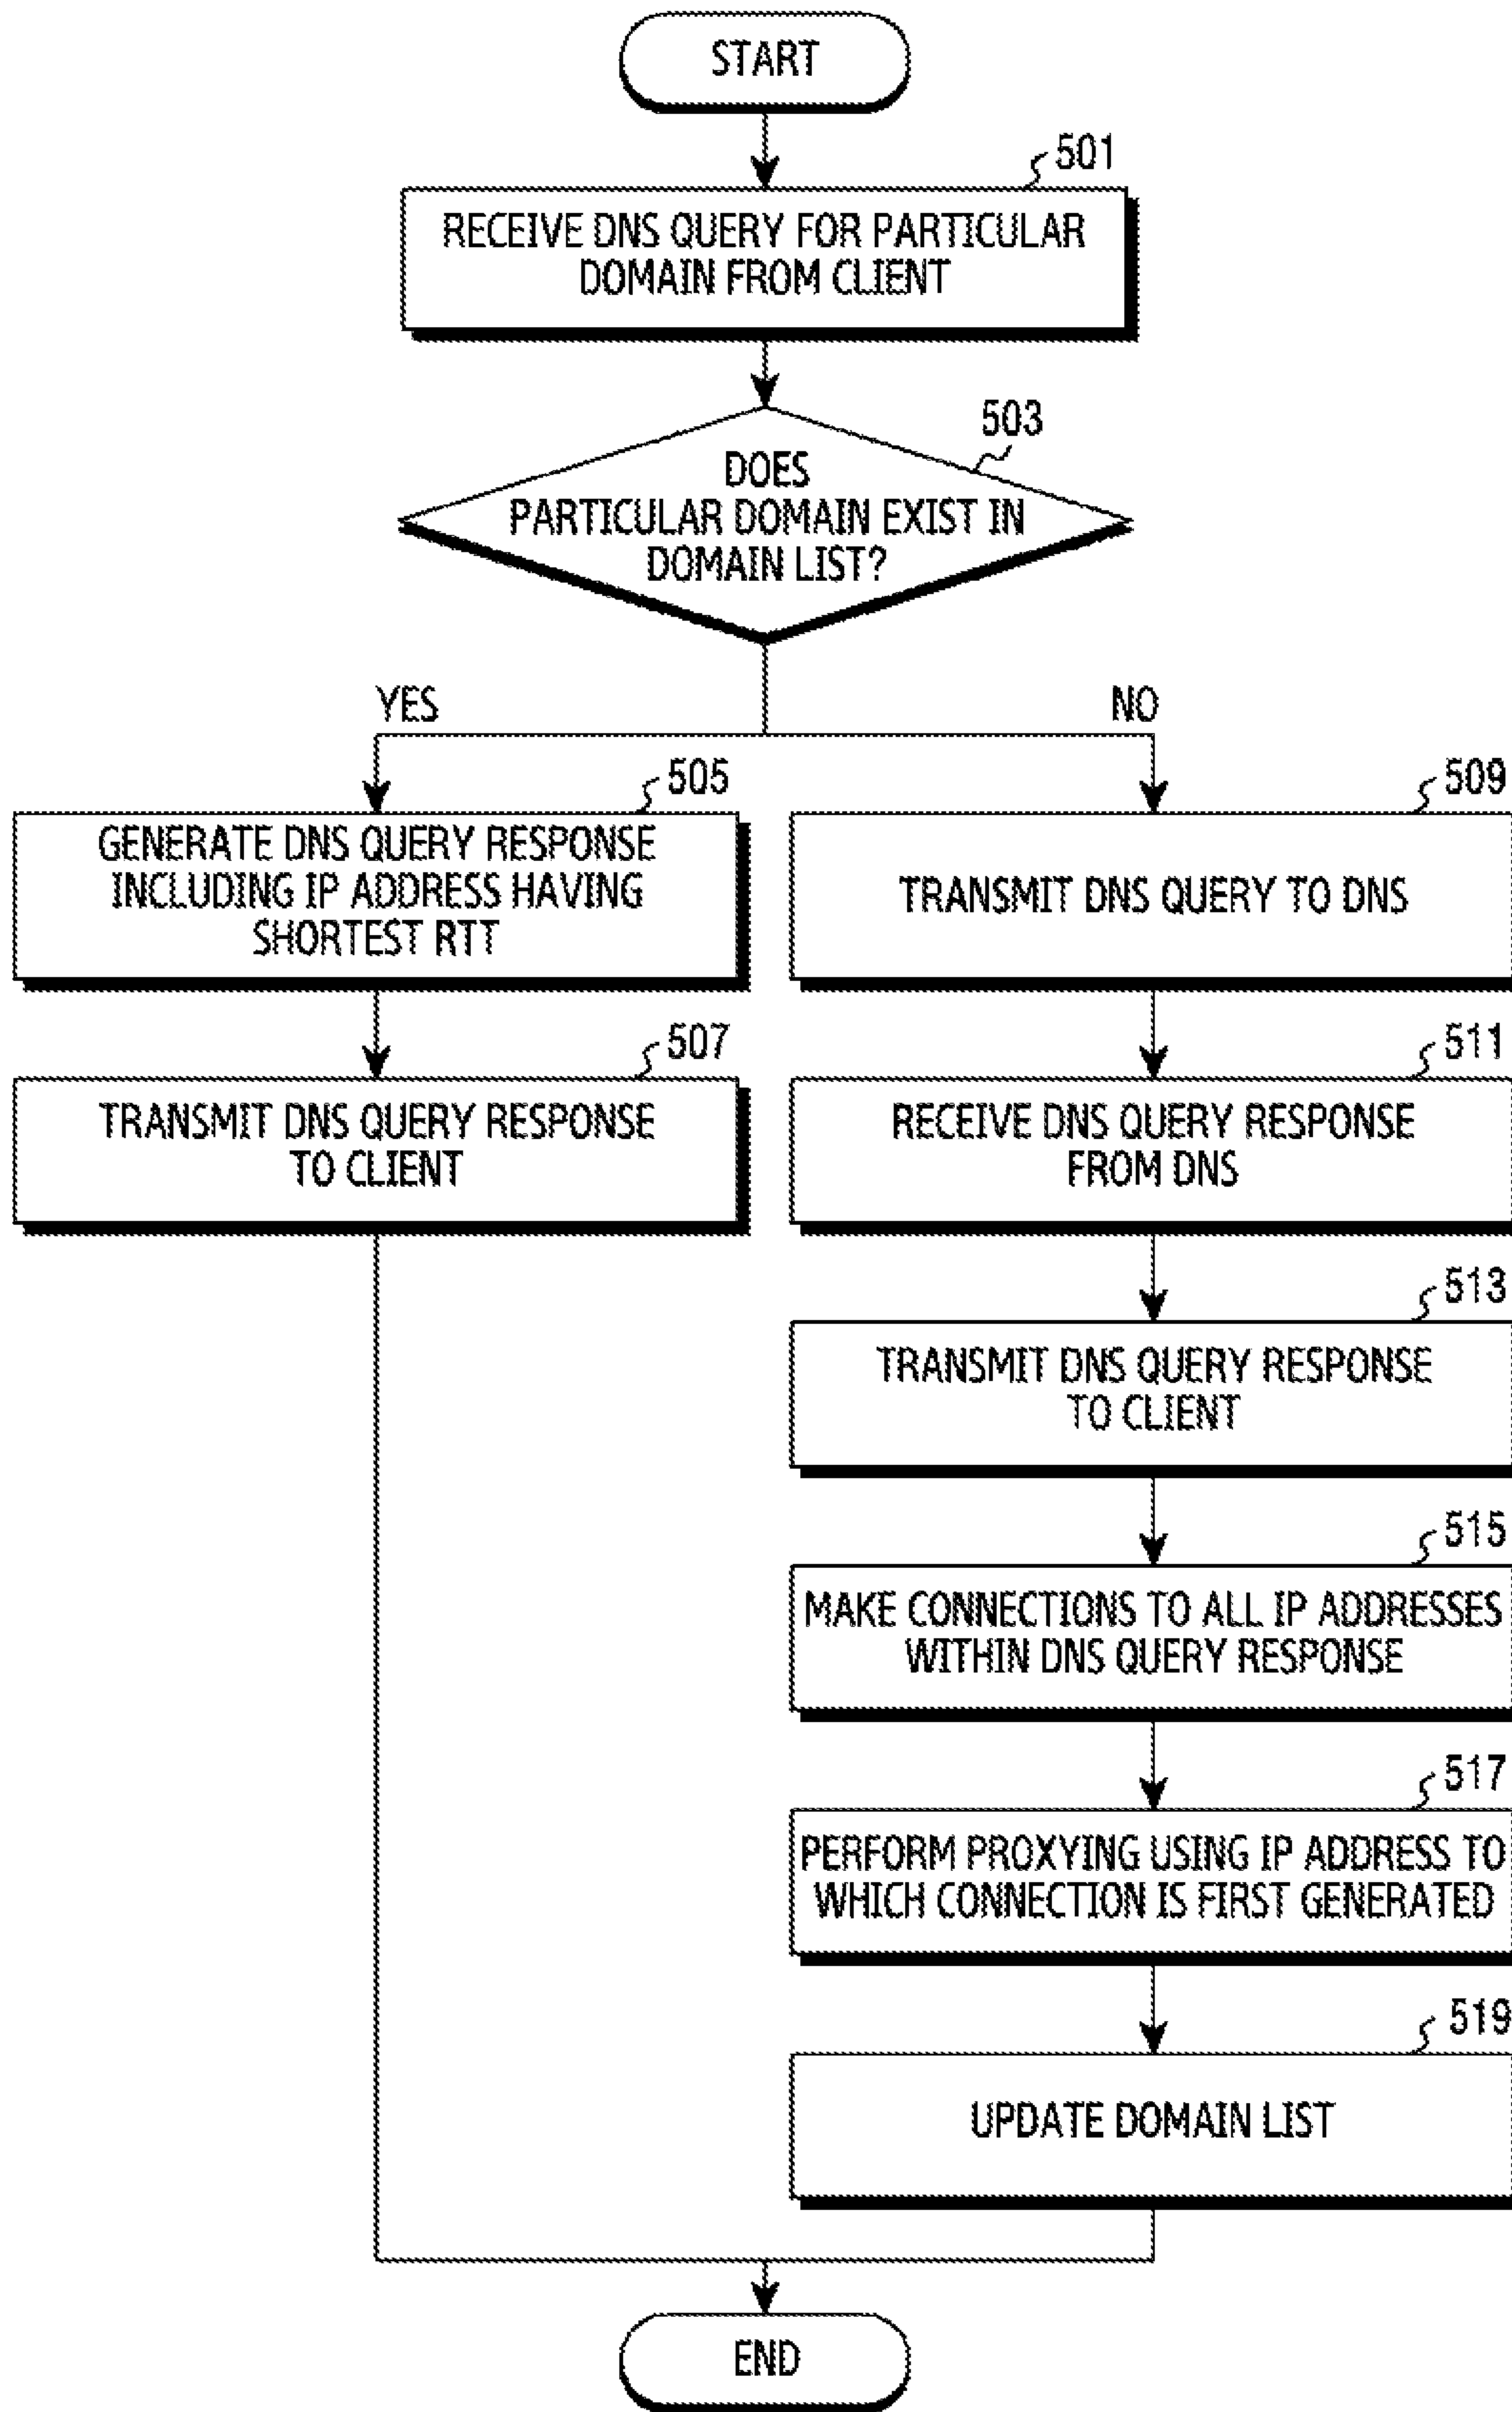 START
501
RECEIVE DNS QUERY FOR PARTICULAR
DOMAIN FROM CLIENT
503
DOES
PARTICULAR DOMAIN EXIST IN
DOMAIN LIST?
YES
NO
505
GENERATE DNS QUERY RESPONSE
INCLUDING IP ADDRESS HAVING
SHORTEST RTT
509
TRANSMIT DNS QUERY TO DNS
507
TRANSMIT DNS QUERY RESPONSE
TO CLIENT
511
RECEIVE DNS QUERY RESPONSE
FROM DNS
513
TRANSMIT DNS QUERY RESPONSE
TO CLIENT
515
MAKE CONNECTIONS TO ALL IP ADDRESSES
WITHIN DNS QUERY RESPONSE
517
PERFORM PROXYING USING IP ADDRESS TO
WHICH CONNECTION IS FIRST GENERATED
519
UPDATE DOMAIN LIST
END